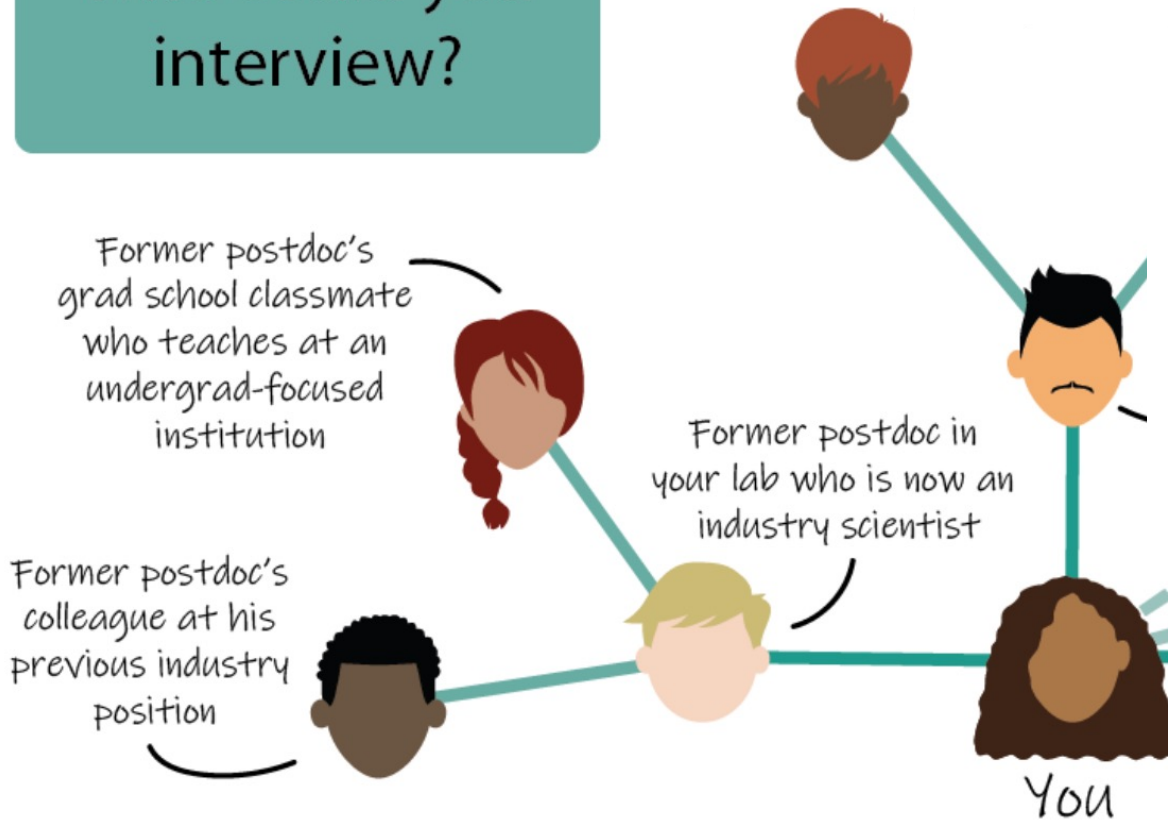 interview?
Former postdoc's
grad school classmate
who teaches at an
undergrad-focused
institution
Former postdoc in
your lab who is now an
industry scientist
Former postdoc's
colleague at his
previous industry
position
You